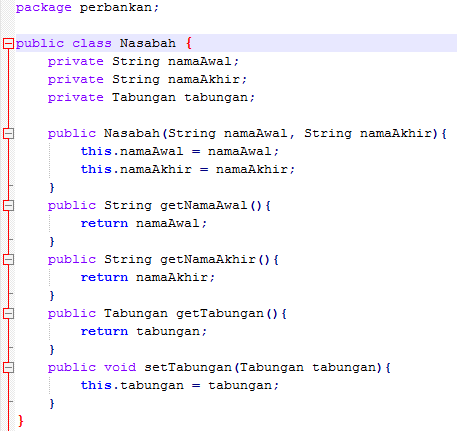 package perbankan;
public class Nasabah {
private String namaAwal;
private String namaAkhir;
private Tabungan tabungan;
public Nasabah(String namaAwal, String namaAkhir){
this.namaAwal = namaAwal;
this.namaAkhir = namaAkhir;
}
public String getNamaAwal(){
return namaAwal;
}
public String getNamaAkhir(){
return namaAkhir;
}
public Tabungan getTabungan(){
return tabungan;
}
public void setTabungan(Tabungan tabungan){
this.tabungan = tabungan;
}
}